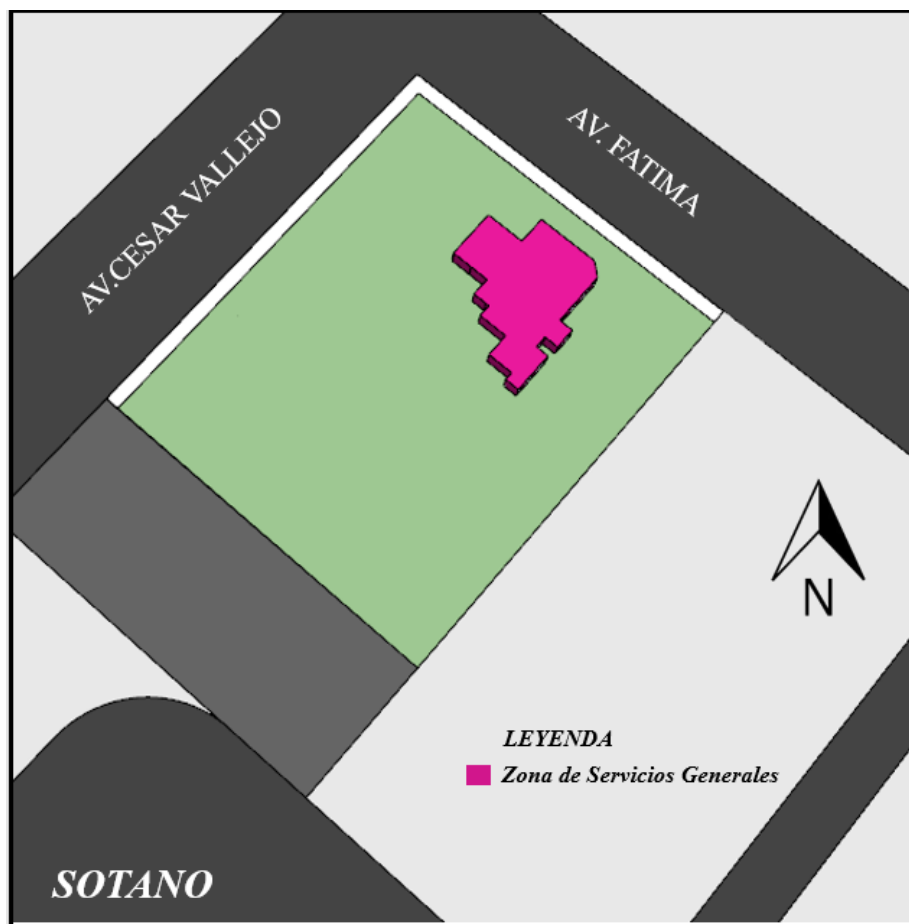 AV.CESAR VALLEJO
AV. FATIMA
N
LEYENDA
Zona de Servicios Generales
SOTANO